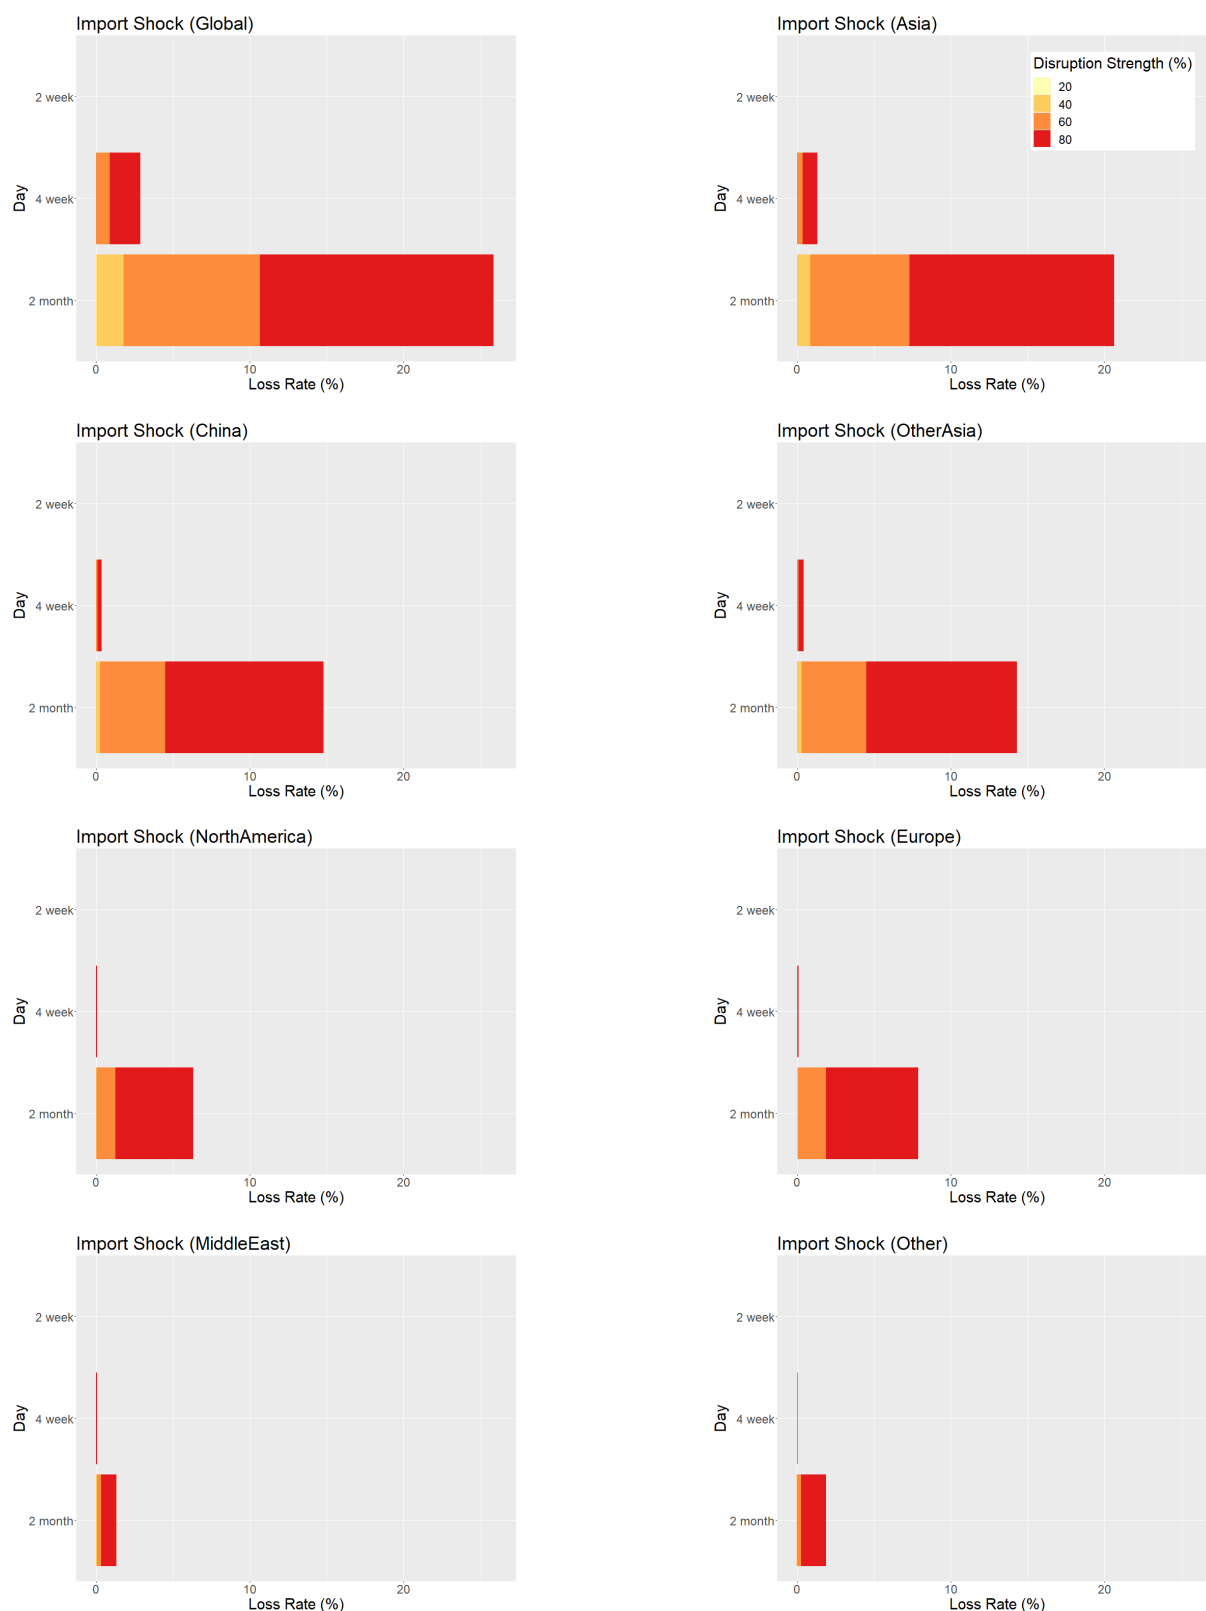 Import Shock (Global)
2 week
4 week
2 month
Day
0 10 20
Loss Rate (%)
Import Shock (Asia)
Disruption Strength (%)
20
40
60
80
2 week
4 week
2 month
Day
0 10 20
Loss Rate (%)
Import Shock (China)
2 week
4 week
2 month
Day
0 10 20
Loss Rate (%)
Import Shock (OtherAsia)
2 week
4 week
2 month
Day
0 10 20
Loss Rate (%)
Import Shock (NorthAmerica)
2 week
4 week
2 month
Day
0 10 20
Loss Rate (%)
Import Shock (Europe)
2 week
4 week
2 month
Day
0 10 20
Loss Rate (%)
Import Shock (MiddleEast)
2 week
4 week
2 month
Day
0 10 20
Loss Rate (%)
Import Shock (Other)
2 week
4 week
2 month
Day
0 10 20
Loss Rate (%)